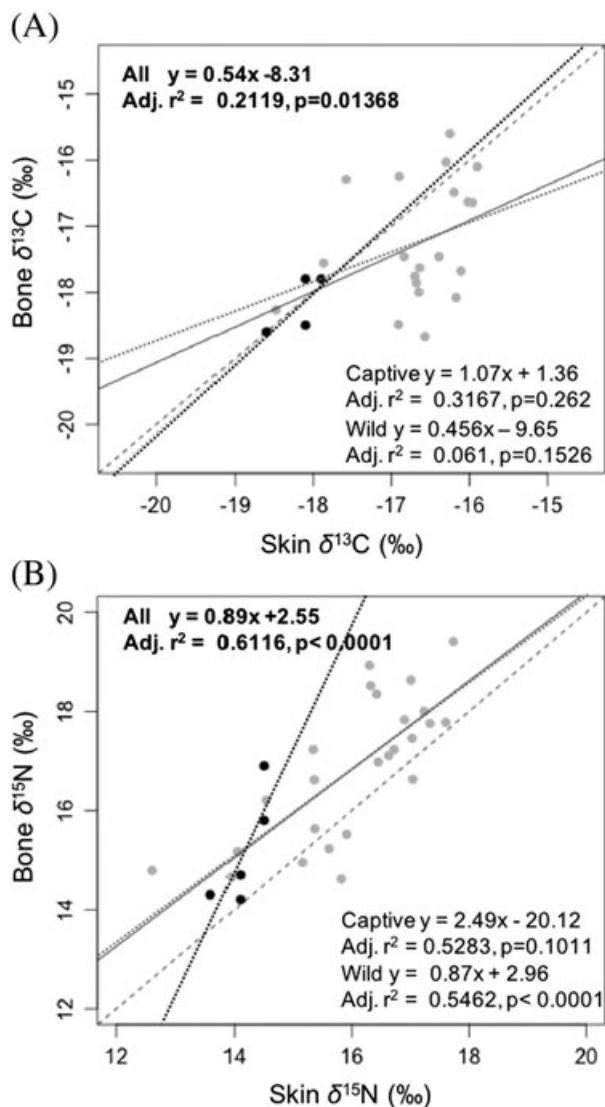 (A)
All y = 0.54x -8.31
Adj. r² = 0.2119, p=0.01368
-15
-16
-17
-18
-19
-20
Bone δ¹³C (‰)
Captive y = 1.07x + 1.36
Adj. r² = 0.3167, p=0.262
Wild y = 0.456x – 9.65
Adj. r² = 0.061, p=0.1526
-20 -19 -18 -17 -16 -15
Skin δ¹³C (‰)
(B)
All y = 0.89x +2.55
Adj. r² = 0.6116, p< 0.0001
20
18
16
14
12
Bone δ¹⁵N (‰)
Captive y = 2.49x - 20.12
Adj. r² = 0.5283, p=0.1011
Wild y = 0.87x + 2.96
Adj. r² = 0.5462, p< 0.0001
12 14 16 18 20
Skin δ¹⁵N (‰)